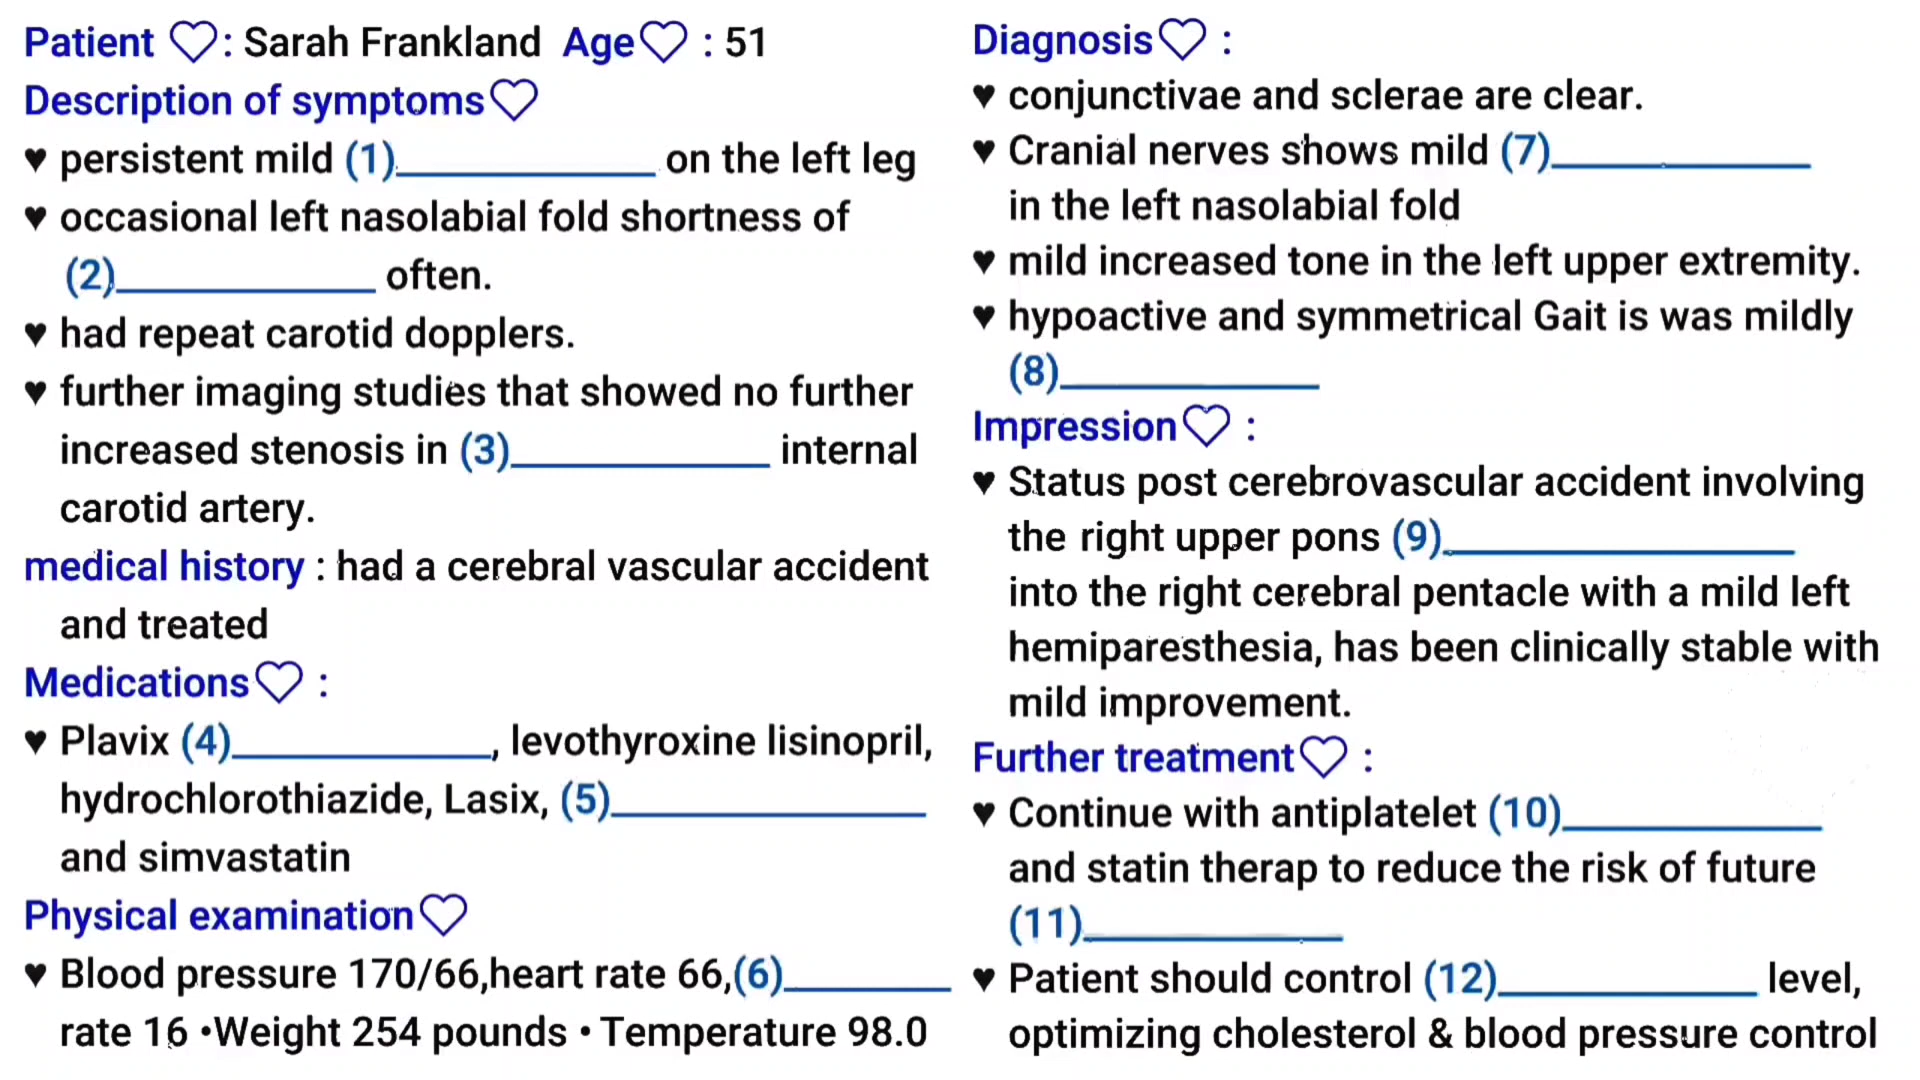 Patient ♡: Sarah Frankland Age♡ : 51
Description of symptoms♡
♥ persistent mild (1)____________ on the left leg
♥ occasional left nasolabial fold shortness of
(2)____________ often.
♥ had repeat carotid dopplers.
♥ further imaging studies that showed no further
increased stenosis in (3)____________ internal
carotid artery.
medical history : had a cerebral vascular accident
and treated
Medications♡ :
♥ Plavix (4)____________, levothyroxine lisinopril,
hydrochlorothiazide, Lasix, (5)______________
and simvastatin
Physical examination♡
♥ Blood pressure 170/66,heart rate 66,(6)________
rate 16 •Weight 254 pounds • Temperature 98.0
Diagnosis♡ :
♥ conjunctivae and sclerae are clear.
♥ Cranial nerves shows mild (7)____________
in the left nasolabial fold
♥ mild increased tone in the left upper extremity.
♥ hypoactive and symmetrical Gait is was mildly
(8)____________
Impression♡ :
♥ Status post cerebrovascular accident involving
the right upper pons (9)________________
into the right cerebral pentacle with a mild left
hemiparesthesia, has been clinically stable with
mild improvement.
Further treatment♡ :
♥ Continue with antiplatelet (10)____________
and statin therap to reduce the risk of future
(11)____________
♥ Patient should control (12)____________ level,
optimizing cholesterol & blood pressure control